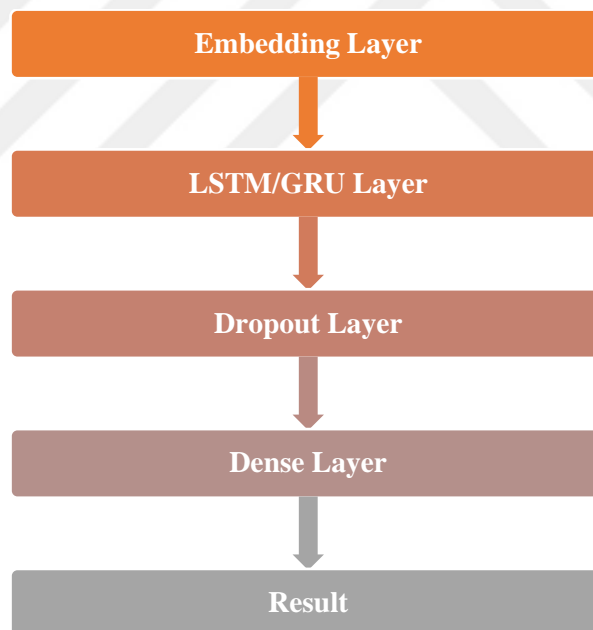 Embedding Layer
LSTM/GRU Layer
Dropout Layer
Dense Layer
Result